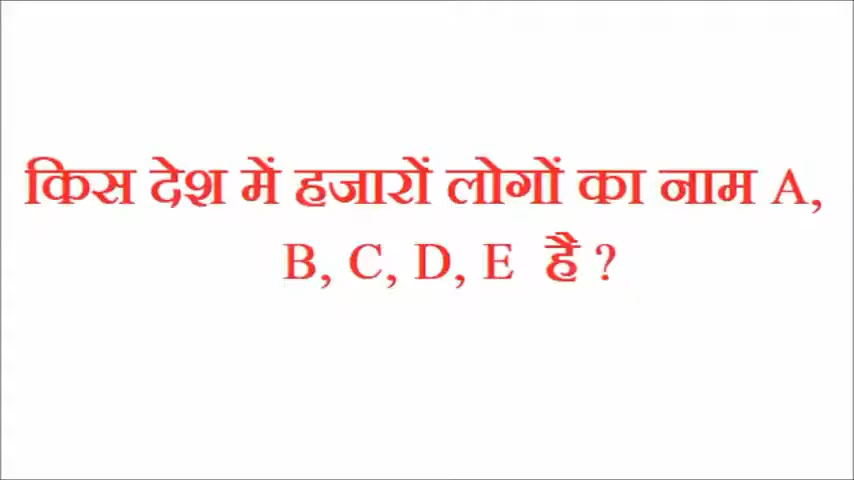 किस देश में हजारों लोगों का नाम A,
B, C, D, E है ?